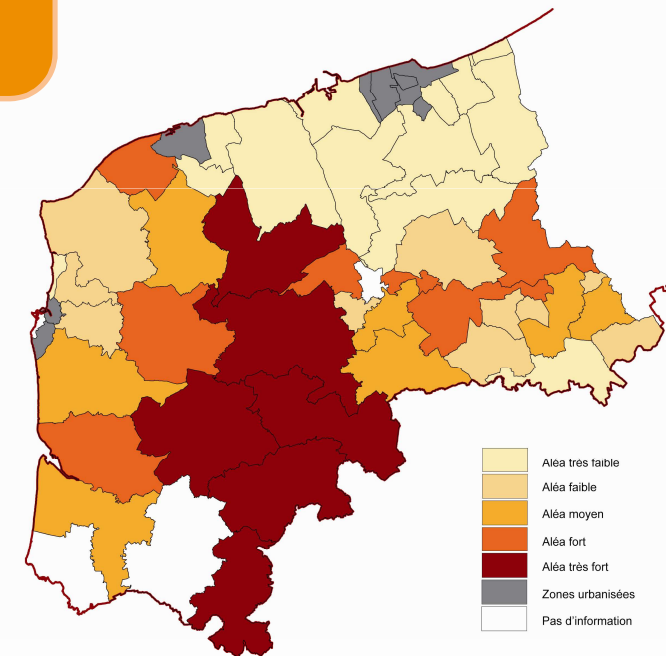 Aléa très faible
Aléa faible
Aléa moyen
Aléa fort
Aléa très fort
Zones urbanisées
Pas d'information